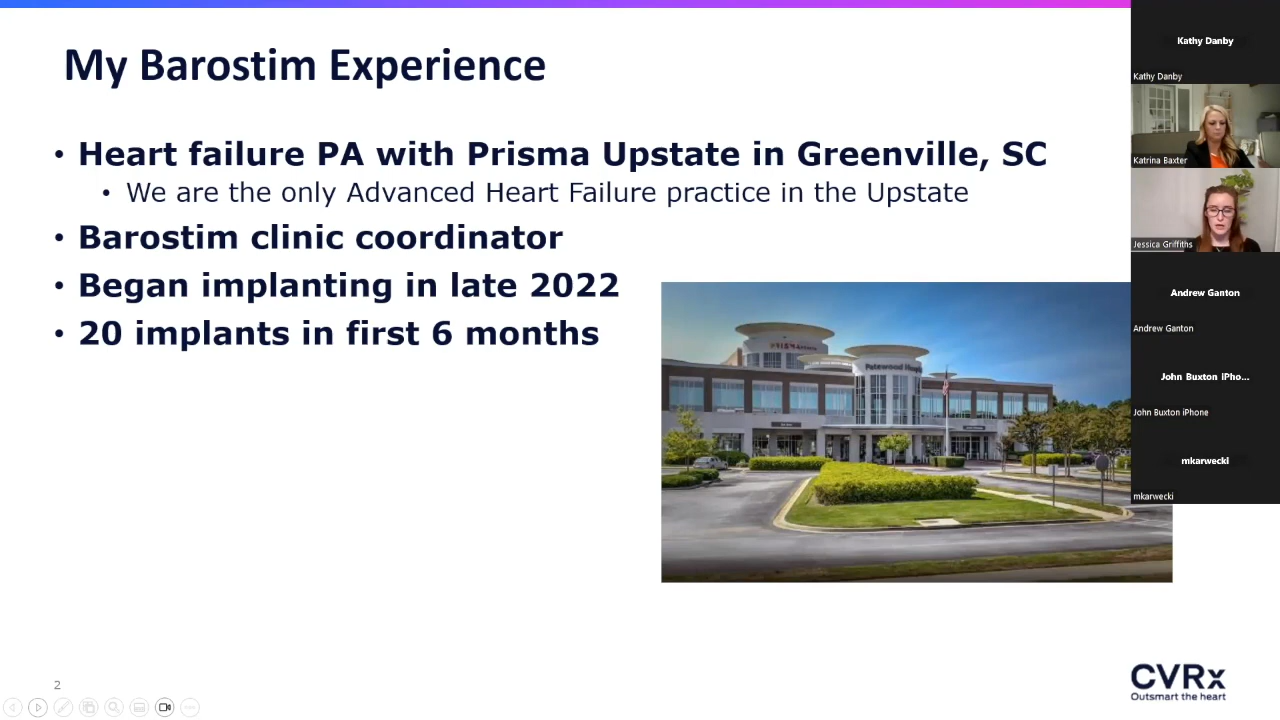 My Barostim Experience
• Heart failure PA with Prisma Upstate in Greenville, SC
• We are the only Advanced Heart Failure practice in the Upstate
• Barostim clinic coordinator
• Began implanting in late 2022
• 20 implants in first 6 months
Patewood
2
CVRx
Outsmart the heart
Kathy Danby
Kathy Danby
Katrina Baxter
Jessica Griffiths
Andrew Ganton
Andrew Ganton
John Buxton iPho...
John Buxton iPhone
mkarwecki
mkarwecki